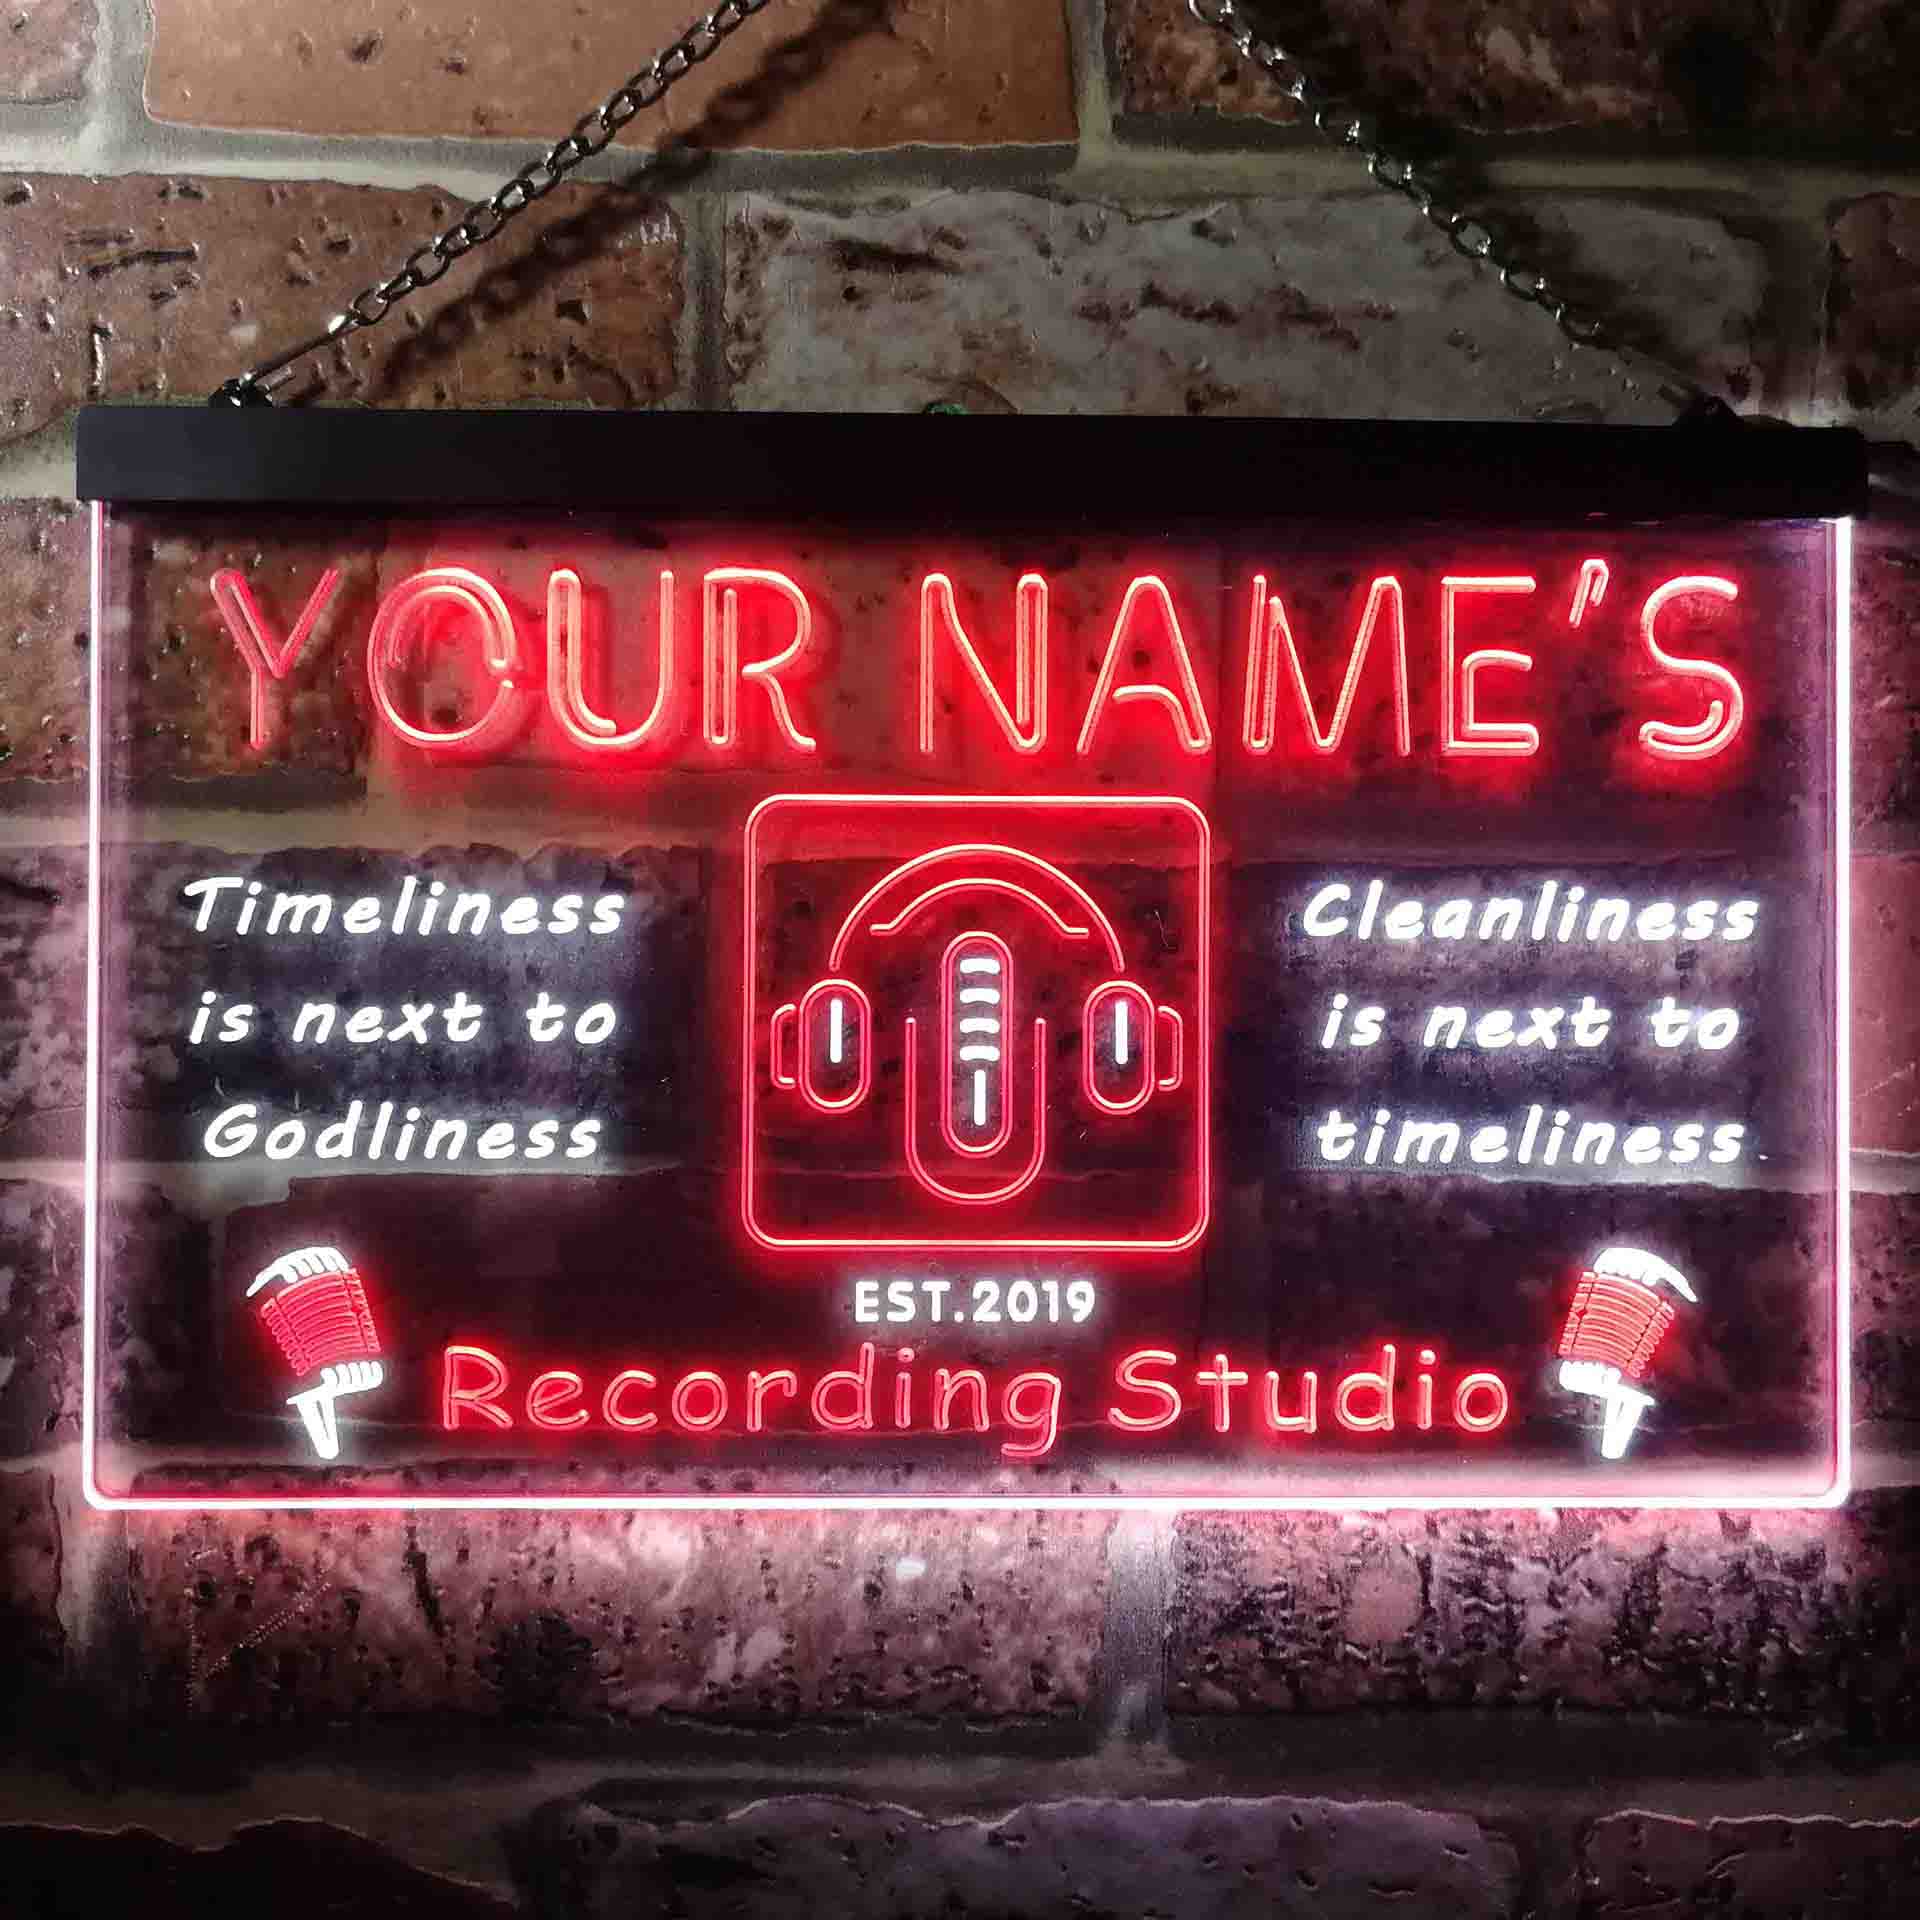 YOUR NAME'S
Timeliness
is next to
Godliness
Cleanliness
is next to
timeliness
EST.2019
Recording Studio